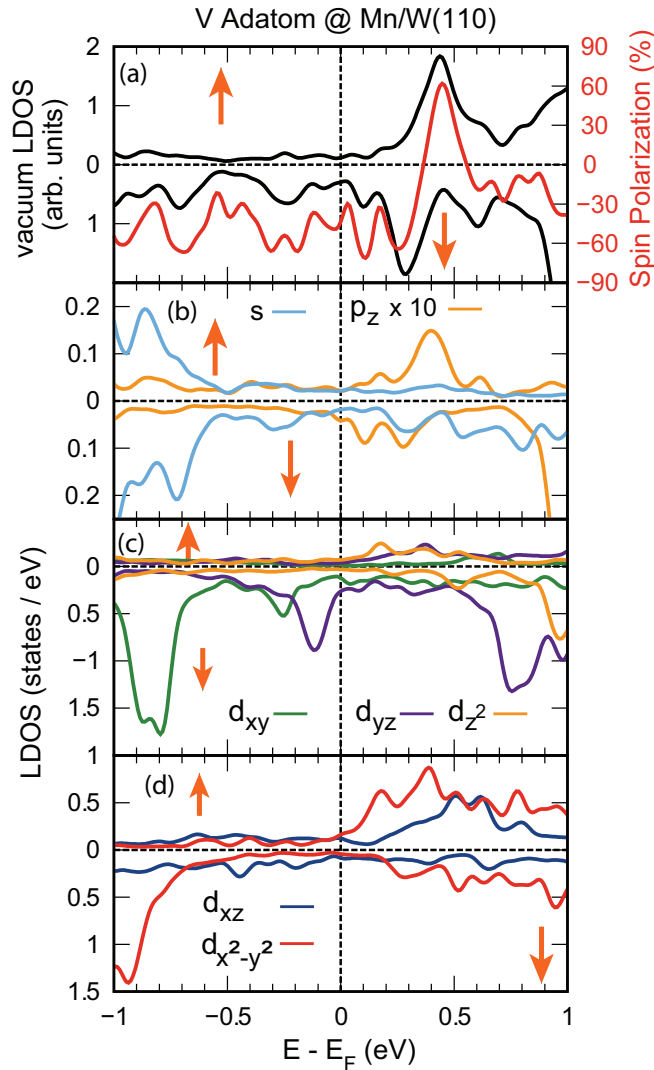 V Adatom @ Mn/W(110)
(a)
vacuum LDOS
(arb. units)
2
1
0
1
90
60
30
0
−30
−60
−90
Spin Polarization (%)
(b)
s
p_z x 10
0.2
0.1
0
0.1
0.2
(c)
0
0.5
−1
1.5
1
d_xy
d_yz
d_z²
LDOS (states / eV)
(d)
0.5
0
0.5
1
1.5
d_xz
d_x²-y²
−1
−0.5
0
0.5
1
E - E_F (eV)